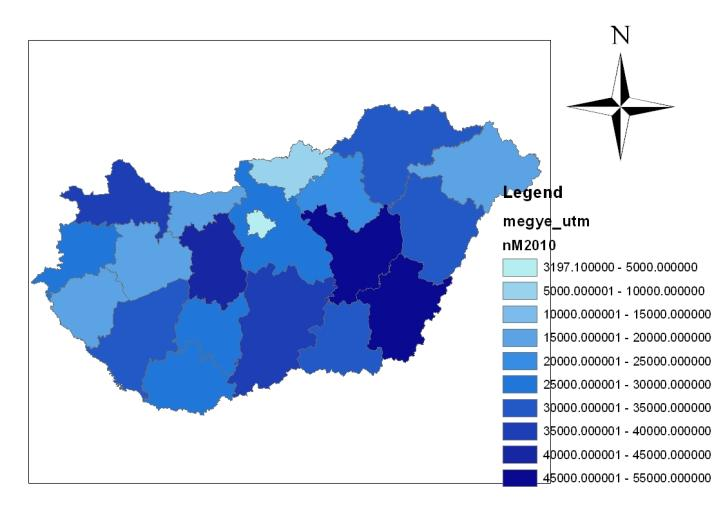 N
Legend
megye_utm
nM2010
3197.100000 - 5000.000000
5000.000001 - 10000.000000
10000.000001 - 15000.000000
15000.000001 - 20000.000000
20000.000001 - 25000.000000
25000.000001 - 30000.000000
30000.000001 - 35000.000000
35000.000001 - 40000.000000
40000.000001 - 45000.000000
45000.000001 - 55000.000000